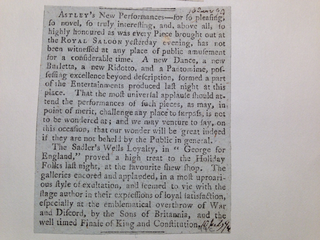 ASTLEY's New Performances—for so pleasing,
so novel, so truly interesting, and, above all, so
highly honoured as was every Piece brought out at
the ROYAL SALOON yesterday evening, has not
been witnessed at any place of public amusement
for a considerable time. A new Dance, a new
Burletta, a new Ridotto, and a Pantomime, pos-
sessing excellence beyond description, formed a part
of the Entertainments produced last night at this
place. That the most universal applause should at-
tend the performances of such pieces, as may, in
point of merit, challenge any place to surpass, is not
to be wondered at; and we may venture to say, on
this occasion, that our wonder will be great indeed
if they are not beheld by the Public in general.
The Sadler's Wells Loyalty, in "George for
England," proved a high treat to the Holiday
Folks last night, at the favourite shew shop. The
galleries encored and applauded, in a most uproari-
ous style of exultation, and seemed to vie with the
stage author in their expressions of loyal satisfaction,
especially at the emblematical overthrow of War
and Discord, by the Sons of Britannia, and the
well timed Finale of King and Constitution.